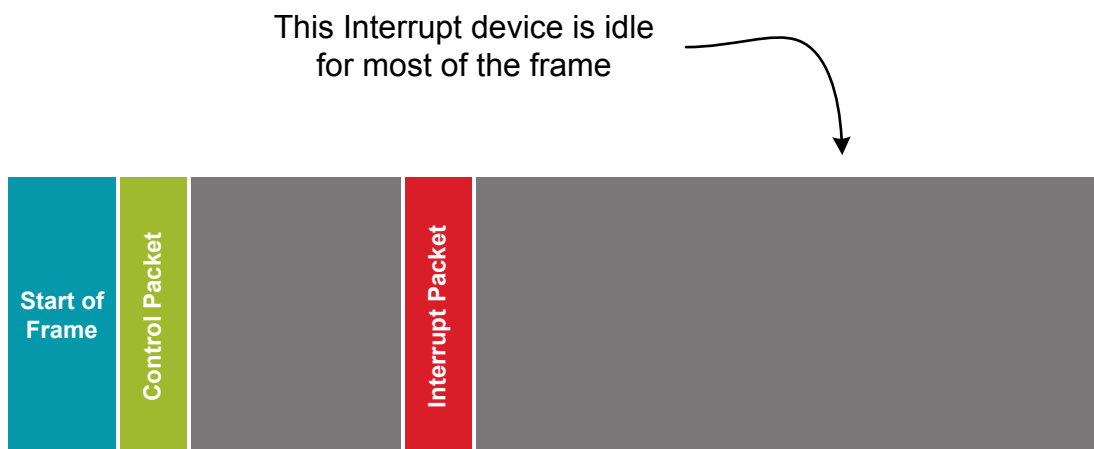 This Interrupt device is idle
for most of the frame
Start of
Frame
Control Packet
Interrupt Packet